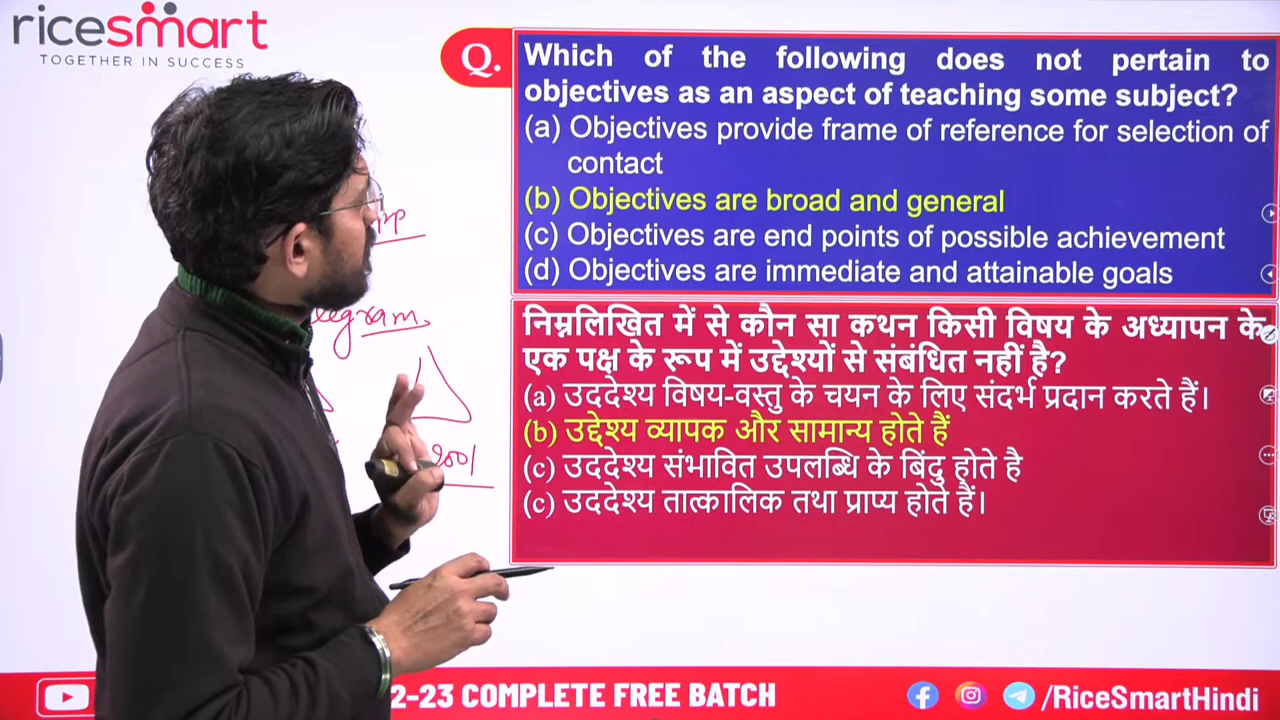 ricesmart
TOGETHER IN SUCCESS
Q.
Which of the following does not pertain to
objectives as an aspect of teaching some subject?
(a) Objectives provide frame of reference for selection of
contact
(b) Objectives are broad and general
(c) Objectives are end points of possible achievement
(d) Objectives are immediate and attainable goals
निम्नलिखित में से कौन सा कथन किसी विषय के अध्यापन के
एक पक्ष के रूप में उद्देश्यों से संबंधित नहीं है?
(a) उददेश्य विषय-वस्तु के चयन के लिए संदर्भ प्रदान करते हैं।
(b) उद्देश्य व्यापक और सामान्य होते हैं
(c) उददेश्य संभावित उपलब्धि के बिंदु होते है
(c) उददेश्य तात्कालिक तथा प्राप्य होते हैं।
2-23 COMPLETE FREE BATCH
/RiceSmartHindi